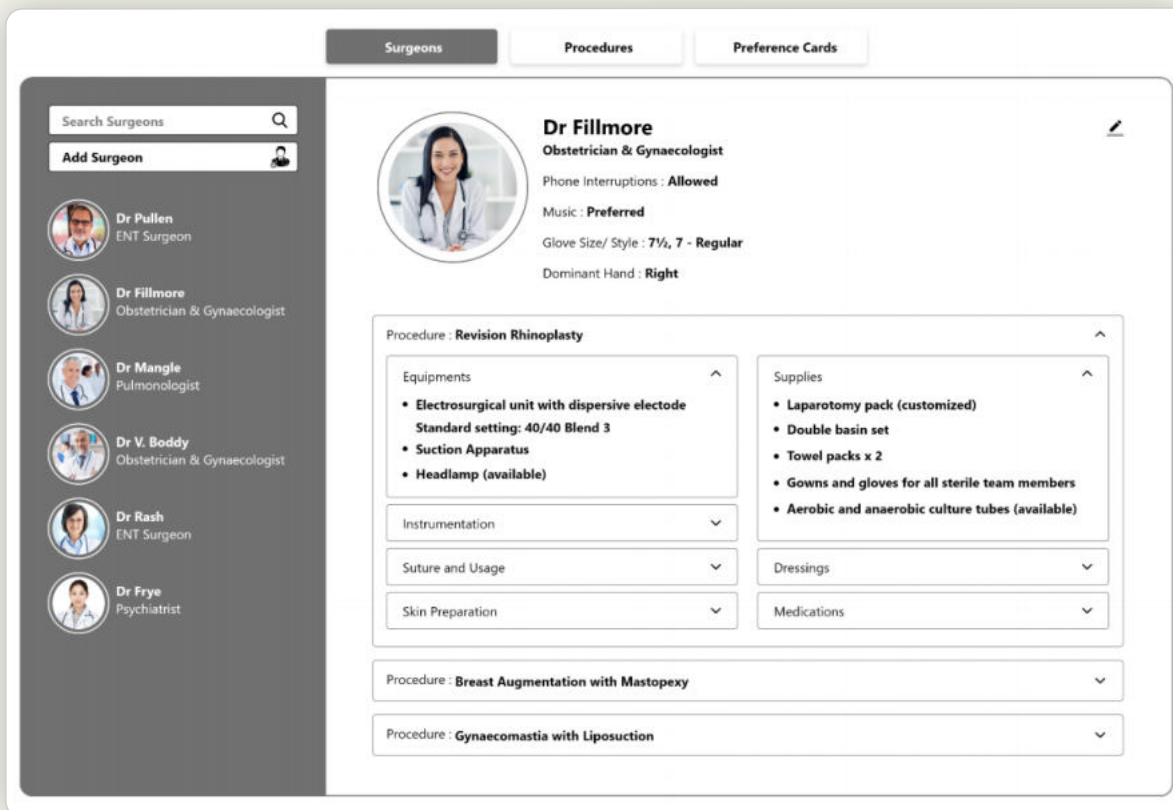 Surgeons
Procedures
Preference Cards
Search Surgeons
Add Surgeon
Dr Pullen
ENT Surgeon
Dr Fillmore
Obstetrician & Gynaecologist
Dr Mangle
Pulmonologist
Dr V. Boddy
Obstetrician & Gynaecologist
Dr Rash
ENT Surgeon
Dr Frye
Psychiatrist
Dr Fillmore
Obstetrician & Gynaecologist
Phone Interruptions : Allowed
Music : Preferred
Glove Size/ Style : 7½, 7 - Regular
Dominant Hand : Right
Procedure : Revision Rhinoplasty
Equipments
• Electrosurgical unit with dispersive electode
Standard setting: 40/40 Blend 3
• Suction Apparatus
• Headlamp (available)
Instrumentation
Suture and Usage
Skin Preparation
Supplies
• Laparotomy pack (customized)
• Double basin set
• Towel packs x 2
• Gowns and gloves for all sterile team members
• Aerobic and anaerobic culture tubes (available)
Dressings
Medications
Procedure : Breast Augmentation with Mastopexy
Procedure : Gynaecomastia with Liposuction